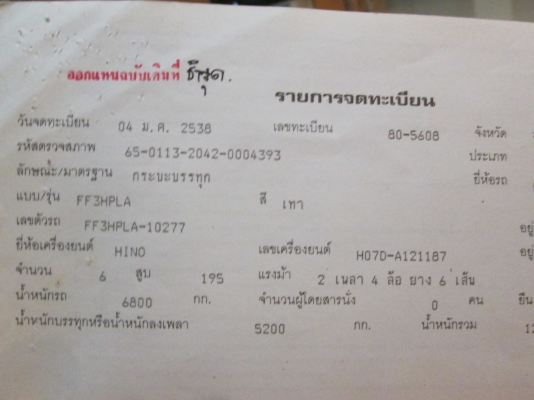 ออกแทนฉบับเดิมที่ ชำรุด.
รายการจดทะเบียน
วันจดทะเบียน 04 ม.ค. 2538 เลขทะเบียน 80-5608 จังหวัด
รหัสตรวจสภาพ 65-0113-2042-0004393 ประเภท
ลักษณะ/มาตรฐาน กระบะบรรทุก ยี่ห้อรถ
แบบ/รุ่น FF3HPLA สี เทา
เลขตัวรถ FF3HPLA-10277 อยู่
ยี่ห้อเครื่องยนต์ HINO เลขเครื่องยนต์ H07D-A121187 อยู่
จำนวน 6 สูบ 195 แรงม้า 2 เพลา 4 ล้อ ยาง 6 เส้น
น้ำหนักรถ 6800 กก. จำนวนผู้โดยสารนั่ง 0 คน ยืน
น้ำหนักบรรทุกหรือน้ำหนักลงเพลา 5200 กก. น้ำหนักรวม